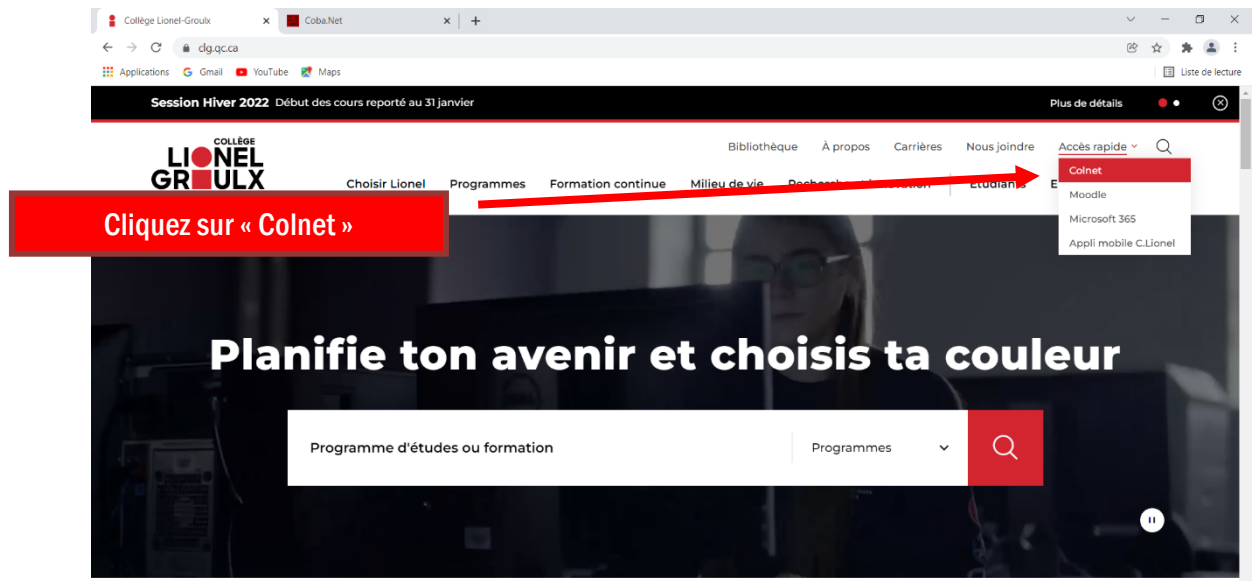 Collège Lionel-Groulx
Coba.Net
clg.qc.ca
Applications Gmail YouTube Maps Liste de lecture
Session Hiver 2022 Début des cours reporté au 31 janvier Plus de détails
COLLÈGE
LIONEL
GROULX
Bibliothèque À propos Carrières Nous joindre Accès rapide
Choisir Lionel Programmes Formation continue Milieu de vie Étudiants
Colnet
Moodle
Microsoft 365
Appli mobile C.Lionel
Cliquez sur « Colnet »
Planifie ton avenir et choisis ta couleur
Programme d'études ou formation Programmes